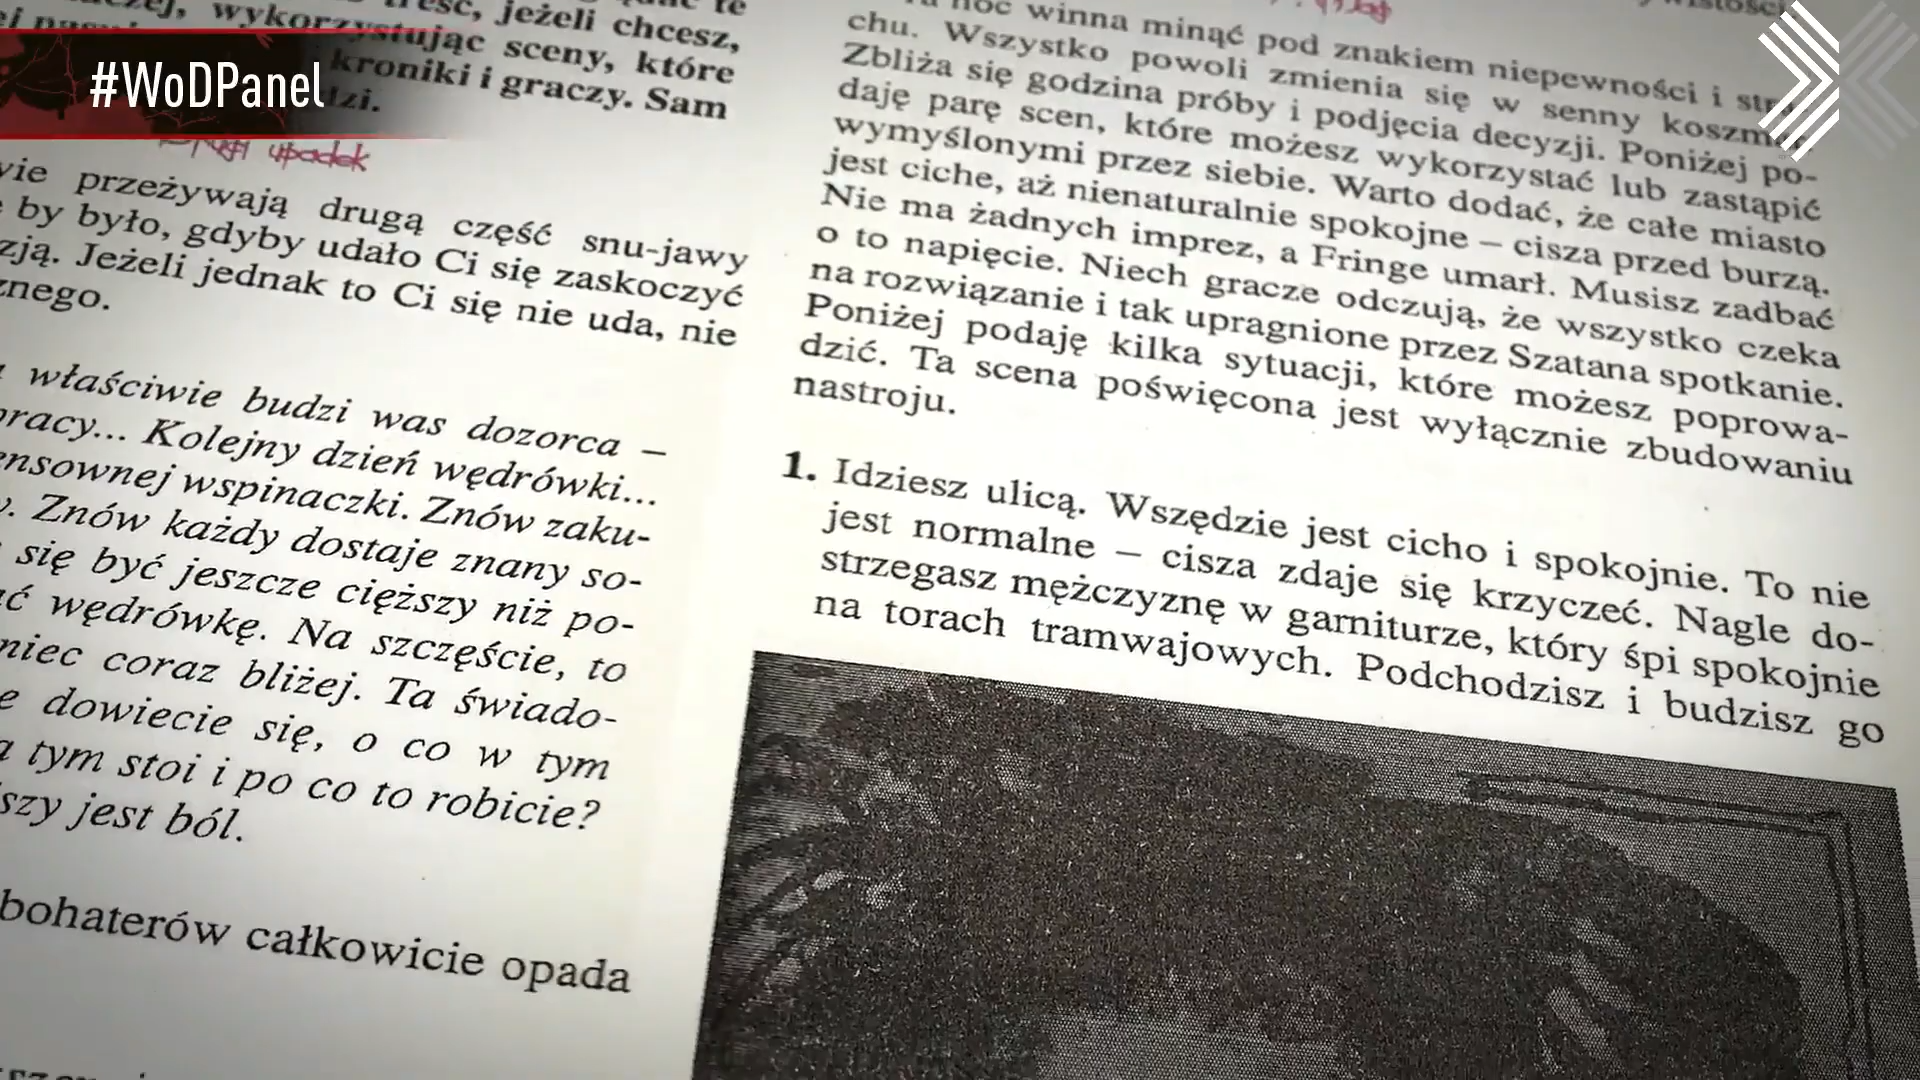 #WoDPanel
treść, jeżeli chcesz,
wykorzystując sceny, które
kroniki i graczy. Sam
upadek
przeżywają drugą część snu-jawy
by było, gdyby udało Ci się zaskoczyć
Jeżeli jednak to Ci się nie uda, nie
właściwie budzi was dozorca –
Kolejny dzień wędrówki...
wspinaczki. Znów zaku-
Znów każdy dostaje znany so-
się być jeszcze cięższy niż po-
wędrówkę. Na szczęście, to
coraz bliżej. Ta świado-
dowiecie się, o co w tym
tym stoi i po co to robicie?
jest ból.
bohaterów całkowicie opada
noc winna minąć pod znakiem niepewności i
chu. Wszystko powoli zmienia się w senny
Zbliża się godzina próby i podjęcia decyzji. Poniżej po-
daję parę scen, które możesz wykorzystać lub zastąpić
wymyślonymi przez siebie. Warto dodać, że całe miasto
jest ciche, aż nienaturalnie spokojne – cisza przed burzą.
Nie ma żadnych imprez, a Fringe umarł. Musisz zadbać
o to napięcie. Niech gracze odczują, że wszystko czeka
na rozwiązanie i tak upragnione przez Szatana spotkanie.
Poniżej podaję kilka sytuacji, które możesz poprowa-
dzić. Ta scena poświęcona jest wyłącznie zbudowaniu
nastroju.
1. Idziesz ulicą. Wszędzie jest cicho i spokojnie. To nie
jest normalne – cisza zdaje się krzyczeć. Nagle do-
strzegasz mężczyznę w garniturze, który śpi spokojnie
na torach tramwajowych. Podchodzisz i budzisz go